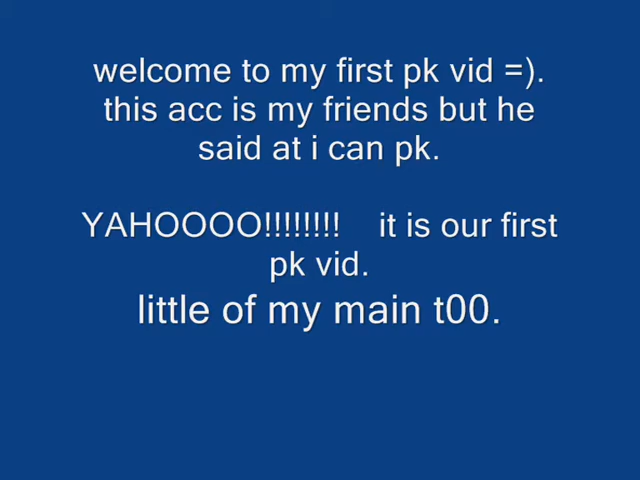 welcome to my first pk vid =).
this acc is my friends but he
said at i can pk.
YAHOOOO!!!!!!!! it is our first
pk vid.
little of my main t00.